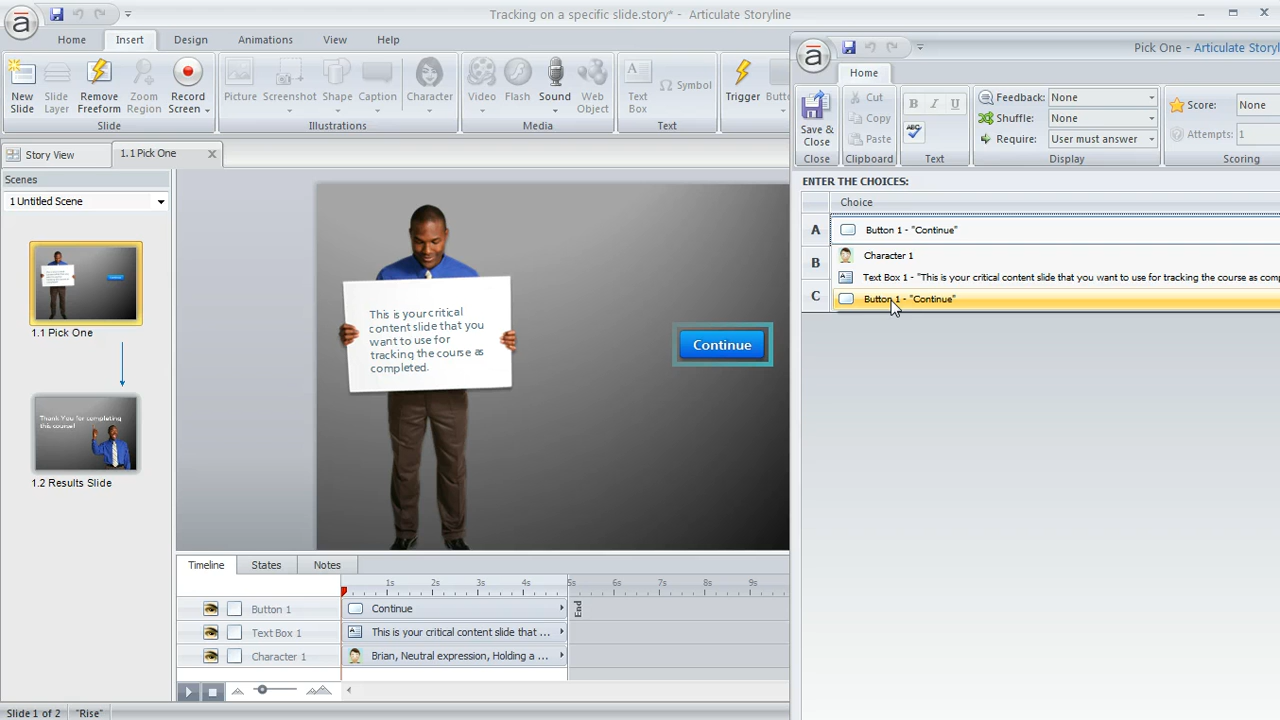 Tracking on a specific slide.story* - Articulate Storyline
Home Insert Design Animations View Help
New Slide
Slide Layer
Trigger Freeform
Zoom Region
Record Screen
Slide
Picture
Screenshot
Shape
Caption
Character
Illustrations
Video
Flash
Sound
Web Object
Media
Text Box
Symbol
Text
Trigger
Story View
1.1 Pick One
Scenes
1 Untitled Scene
Continue
1.1 Pick One
Thank You for completing
this course!
1.2 Results Slide
This is your critical
content slide that you
want to use for
tracking the course as
completed.
Continue
Timeline States Notes
1s 2s 3s 4s 5s 6s 7s 8s 9s
End
Button 1 Continue
Text Box 1 This is your critical content slide that ...
Character 1 Brian, Neutral expression, Holding a ...
Slide 1 of 2 "Rise"
Pick One - Articulate Storyl
Home
Save & Close
Close
Cut
Copy
Paste
Clipboard
B I U
ABC
Text
Feedback: None
Shuffle: None
Require: User must answer
Display
Score: None
Attempts: 1
Scoring
ENTER THE CHOICES:
Choice
A Button 1 - "Continue"
B Character 1
Text Box 1 - "This is your critical content slide that you want to use for tracking the course as com
C Button 1 - "Continue"